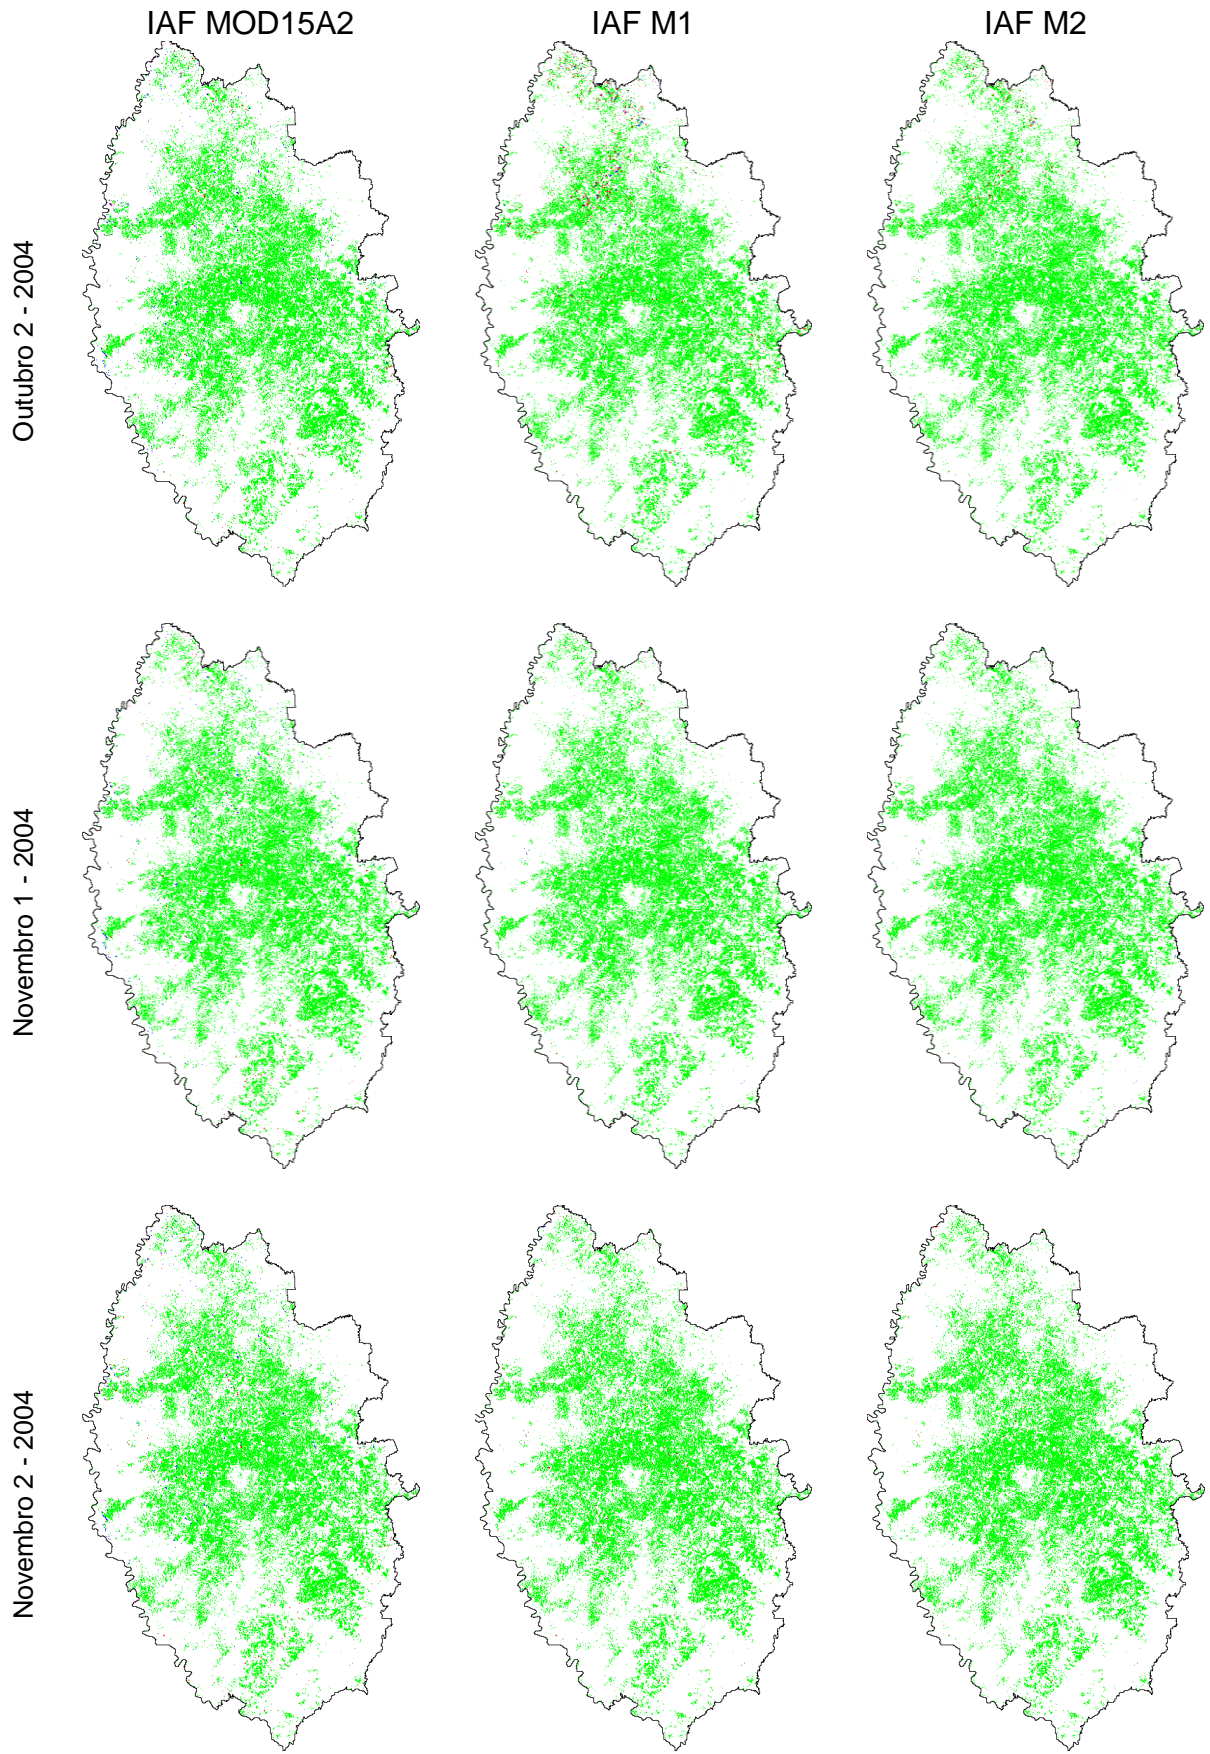 IAF MOD15A2
IAF M1
IAF M2
Outubro 2 - 2004
Novembro 1 - 2004
Novembro 2 - 2004